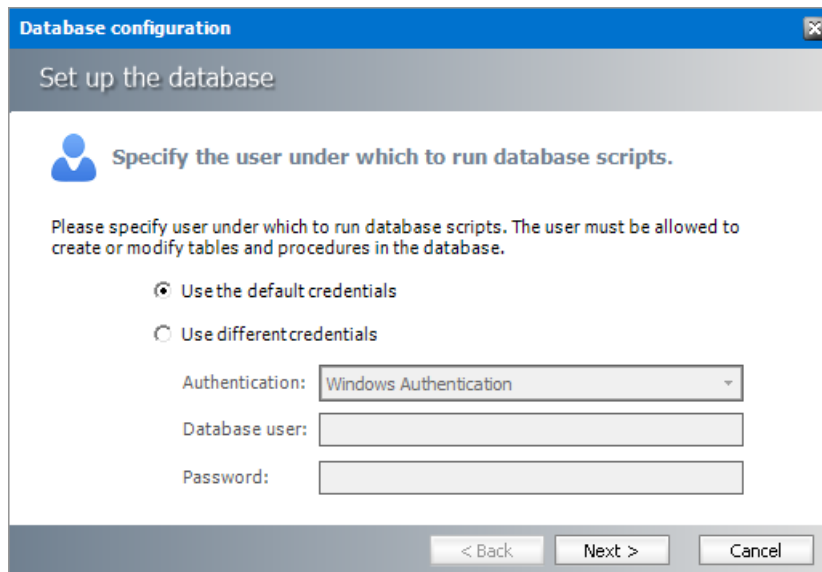 Database configuration
Set up the database
Specify the user under which to run database scripts.
Please specify user under which to run database scripts. The user must be allowed to
create or modify tables and procedures in the database.
Use the default credentials
Use different credentials
Authentication: Windows Authentication
Database user:
Password:
< Back Next > Cancel